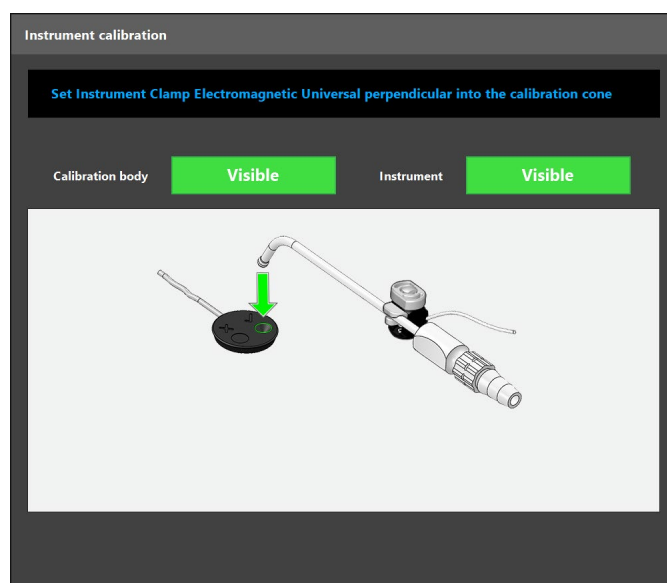 Instrument calibration
Set Instrument Clamp Electromagnetic Universal perpendicular into the calibration cone
Calibration body
Visible
Instrument
Visible